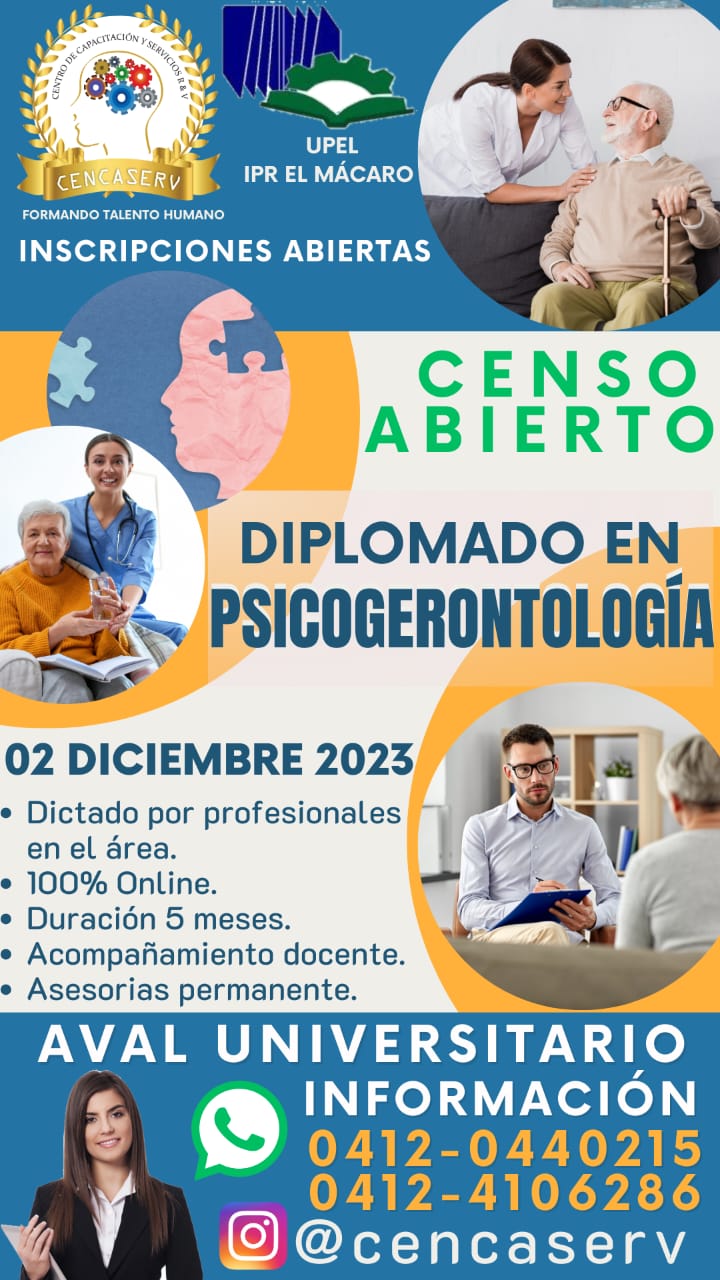 CENTRO DE CAPACITACIÓN Y SERVICIOS R & V
CENCASERV
FORMANDO TALENTO HUMANO
UPEL
IPR EL MÁCARO
INSCRIPCIONES ABIERTAS
CENSO
ABIERTO
DIPLOMADO EN
PSICOGERONTOLOGÍA
02 DICIEMBRE 2023
• Dictado por profesionales
en el área.
• 100% Online.
• Duración 5 meses.
• Acompañamiento docente.
• Asesorias permanente.
AVAL UNIVERSITARIO
INFORMACIÓN
0412-0440215
0412-4106286
@cencaserv